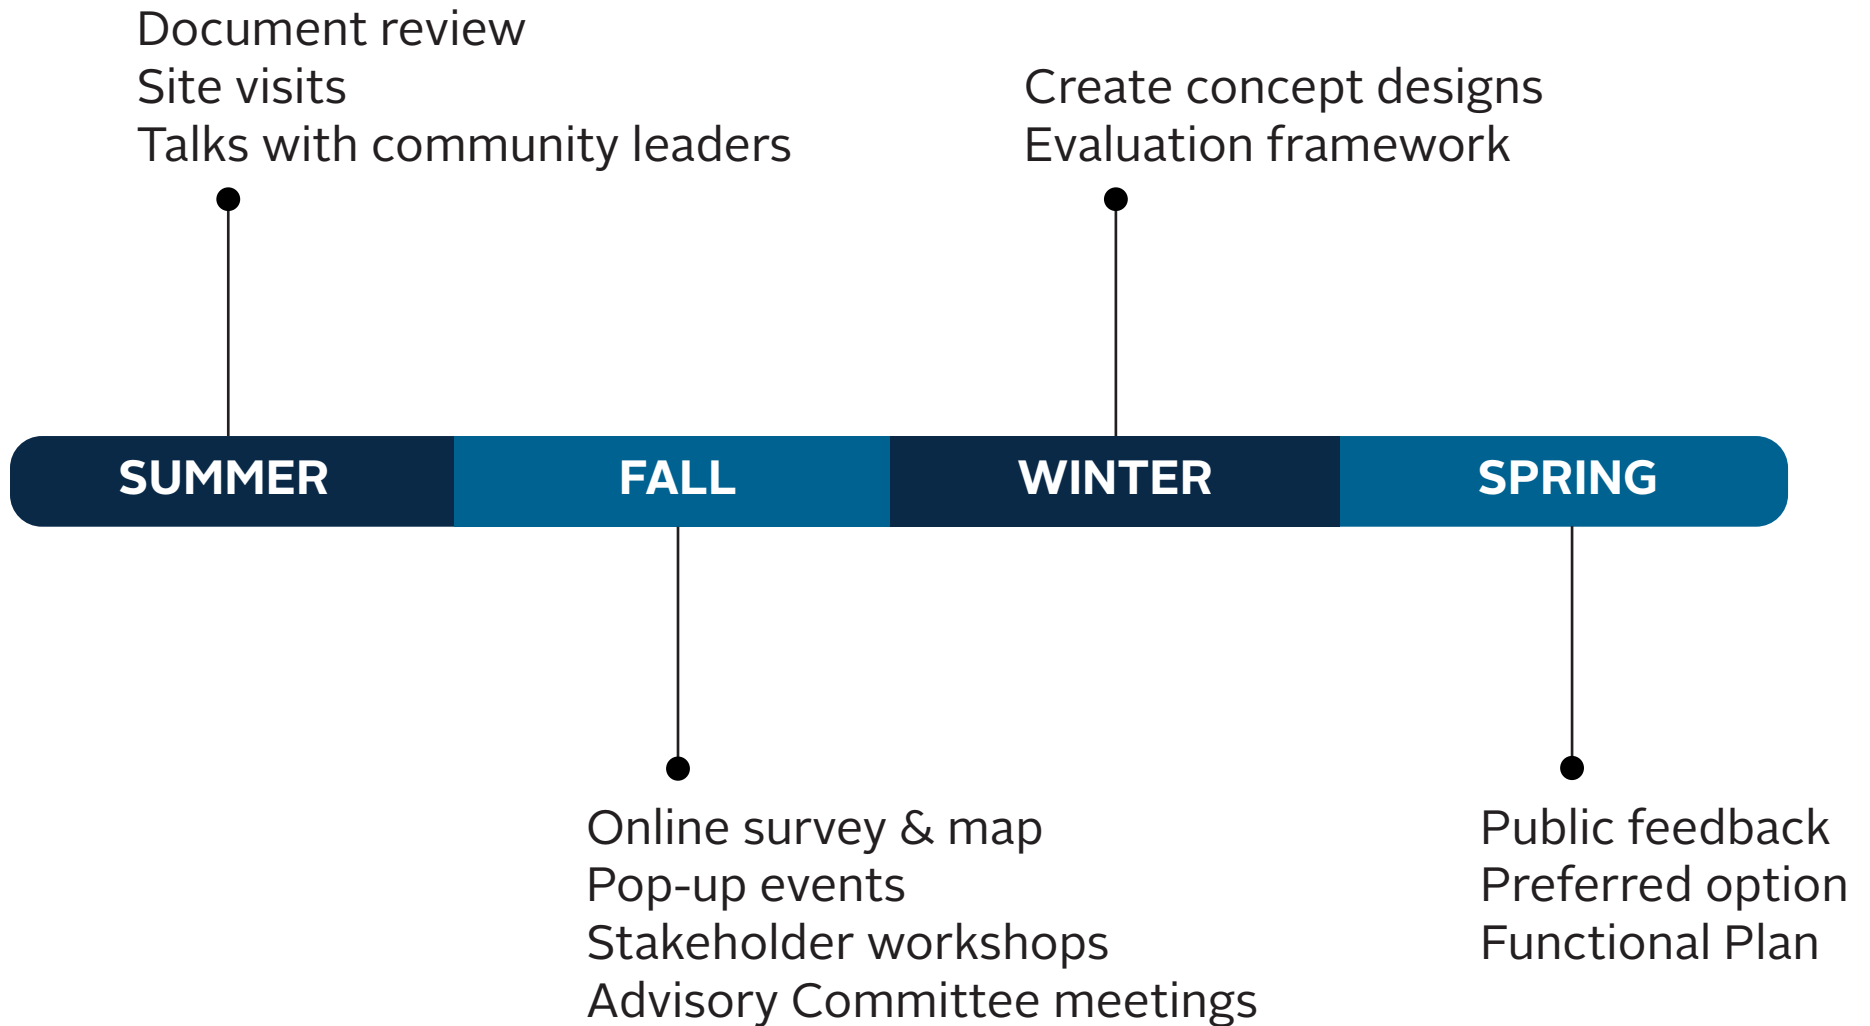 Document review
Site visits
Talks with community leaders
Create concept designs
Evaluation framework
SUMMER
FALL
WINTER
SPRING
Online survey & map
Pop-up events
Stakeholder workshops
Advisory Committee meetings
Public feedback
Preferred option
Functional Plan